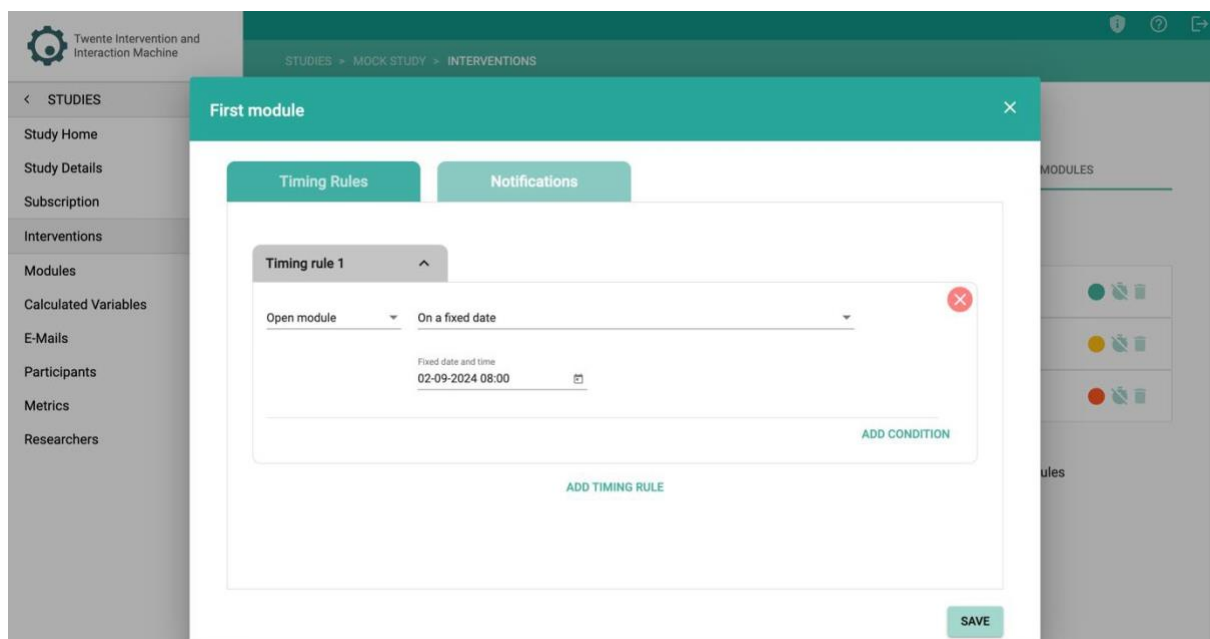 Twente Intervention and
Interaction Machine
STUDIES > MOCK STUDY > INTERVENTIONS
< STUDIES
Study Home
Study Details
Subscription
Interventions
Modules
Calculated Variables
E-Mails
Participants
Metrics
Researchers
First module
MODULES
Timing Rules
Notifications
Timing rule 1
Open module
On a fixed date
Fixed date and time
02-09-2024 08:00
ADD CONDITION
ADD TIMING RULE
ules
SAVE